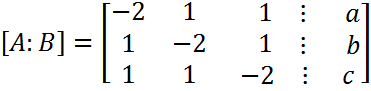 [A:B] = [−2 1 1 ⋮ a
1 −2 1 ⋮ b
1 1 −2 ⋮ c]